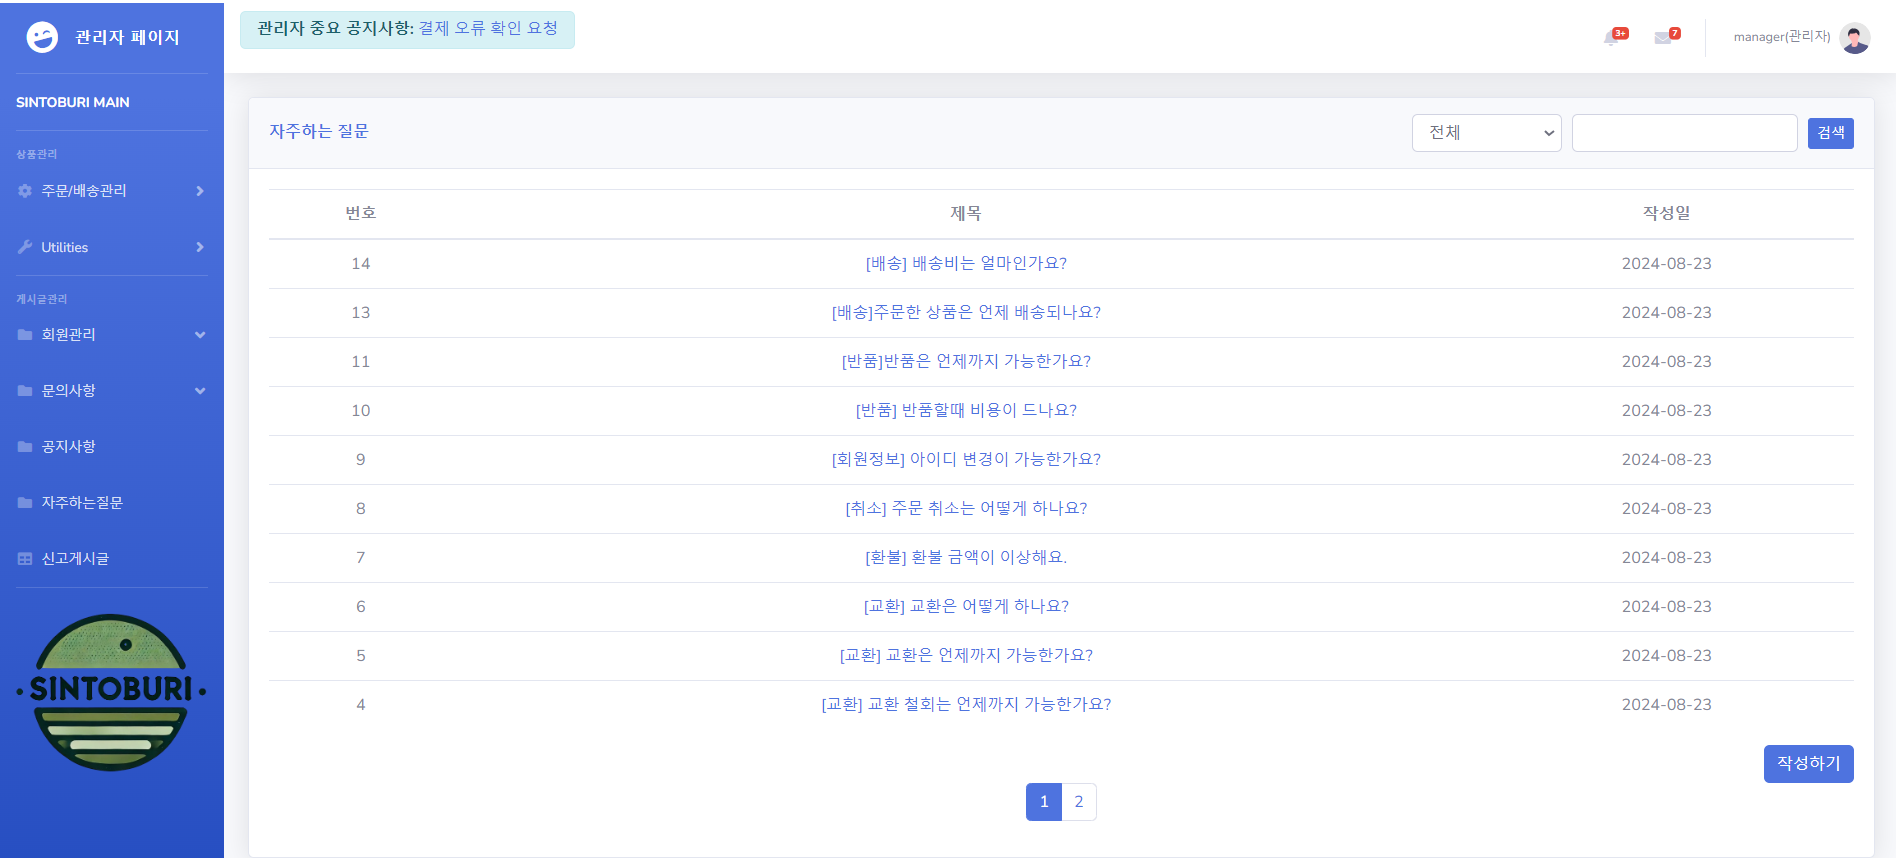 관리자 페이지
SINTOBURI MAIN
상품관리
주문/배송관리
Utilities
게시글관리
회원관리
문의사항
공지사항
자주하는질문
신고게시글
SINTOBURI
관리자 중요 공지사항: 결제 오류 확인 요청
3+
7
manager(관리자)
자주하는 질문
전체
검색
번호 제목 작성일
14 [배송] 배송비는 얼마인가요? 2024-08-23
13 [배송]주문한 상품은 언제 배송되나요? 2024-08-23
11 [반품]반품은 언제까지 가능한가요? 2024-08-23
10 [반품] 반품할때 비용이 드나요? 2024-08-23
9 [회원정보] 아이디 변경이 가능한가요? 2024-08-23
8 [취소] 주문 취소는 어떻게 하나요? 2024-08-23
7 [환불] 환불 금액이 이상해요. 2024-08-23
6 [교환] 교환은 어떻게 하나요? 2024-08-23
5 [교환] 교환은 언제까지 가능한가요? 2024-08-23
4 [교환] 교환 철회는 언제까지 가능한가요? 2024-08-23
작성하기
1 2